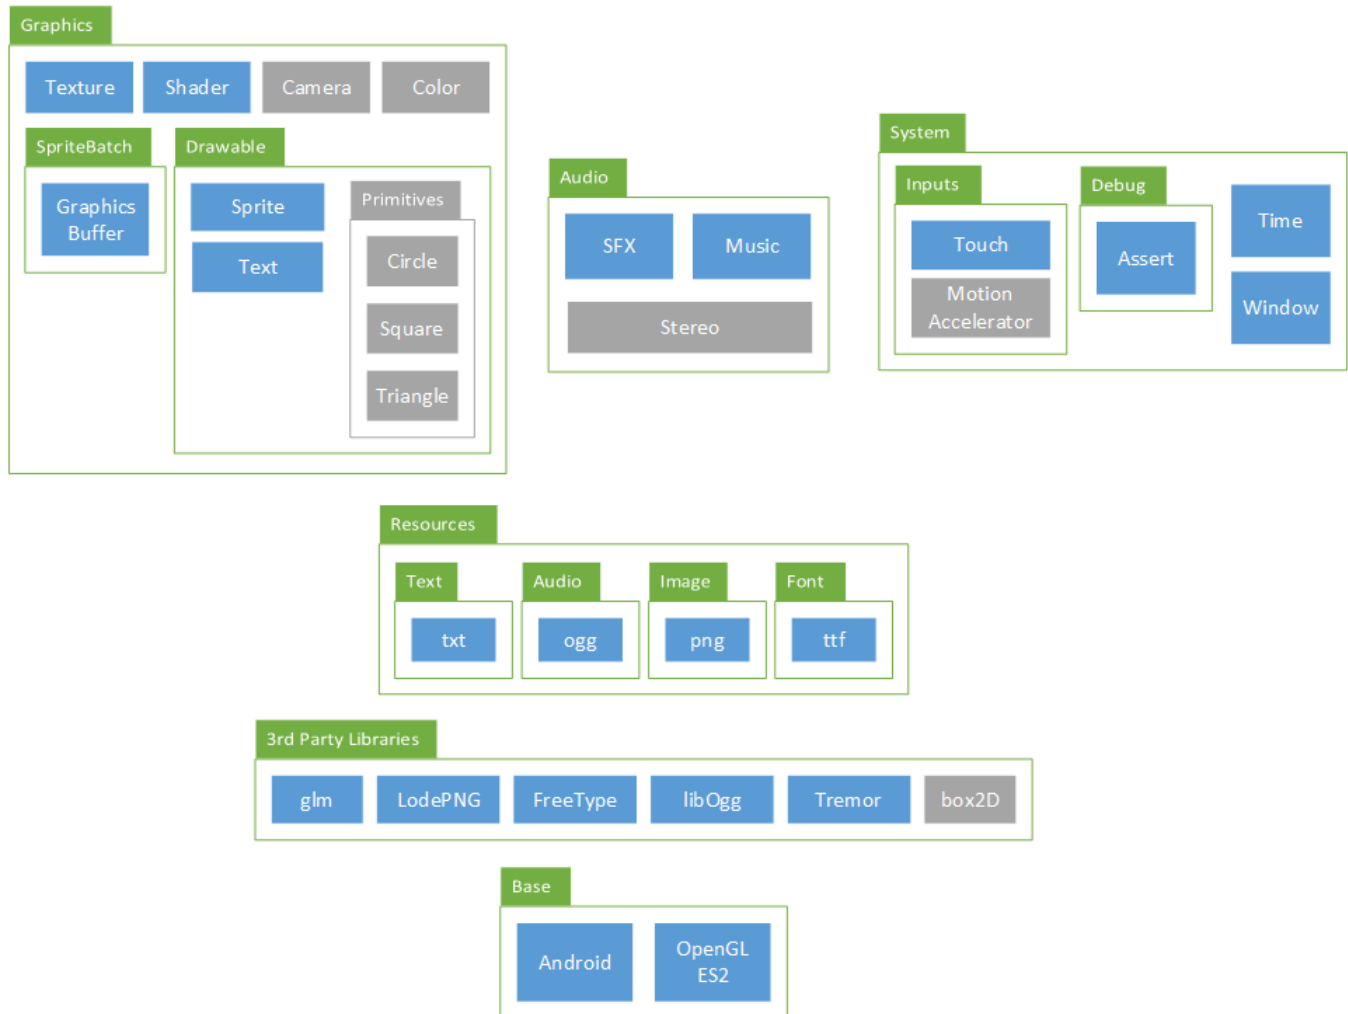 Graphics
Texture
Shader
Camera
Color
SpriteBatch
Graphics
Buffer
Drawable
Sprite
Text
Primitives
Circle
Square
Triangle
Audio
SFX
Music
Stereo
System
Inputs
Touch
Motion
Accelerator
Debug
Assert
Time
Window
Resources
Text
txt
Audio
ogg
Image
png
Font
ttf
3rd Party Libraries
glm
LodePNG
FreeType
libOgg
Tremor
box2D
Base
Android
OpenGL
ES2